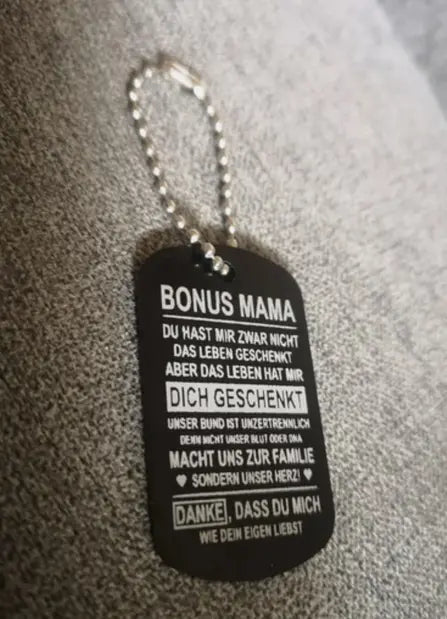 BONUS MAMA
DU HAST MIR ZWAR NICHT
DAS LEBEN GESCHENKT
ABER DAS LEBEN HAT MIR
DICH GESCHENKT
UNSER BUND IST UNZERTRENNLICH
DENN NICHT UNSER BLUT ODER DNA
MACHT UNS ZUR FAMILIE
♥ SONDERN UNSER HERZ! ♥
DANKE, DASS DU MICH
WIE DEIN EIGEN LIEBST